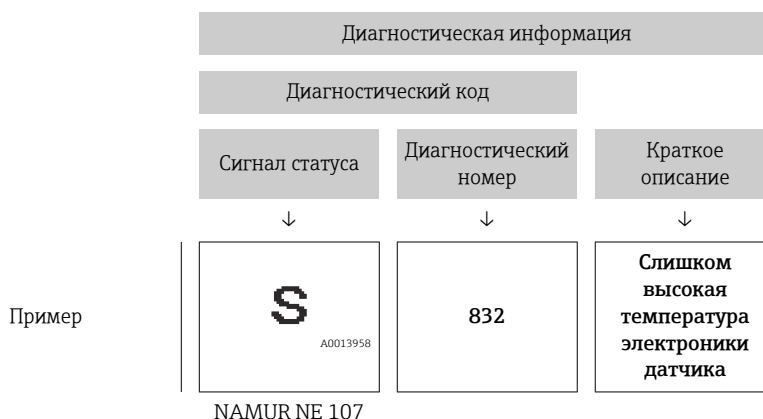 Диагностическая информация
Диагностический код
Сигнал статуса
Диагностический
номер
Краткое
описание
↓ ↓ ↓
Пример
S
A0013958
832
Слишком
высокая
температура
электроники
датчика
NAMUR NE 107